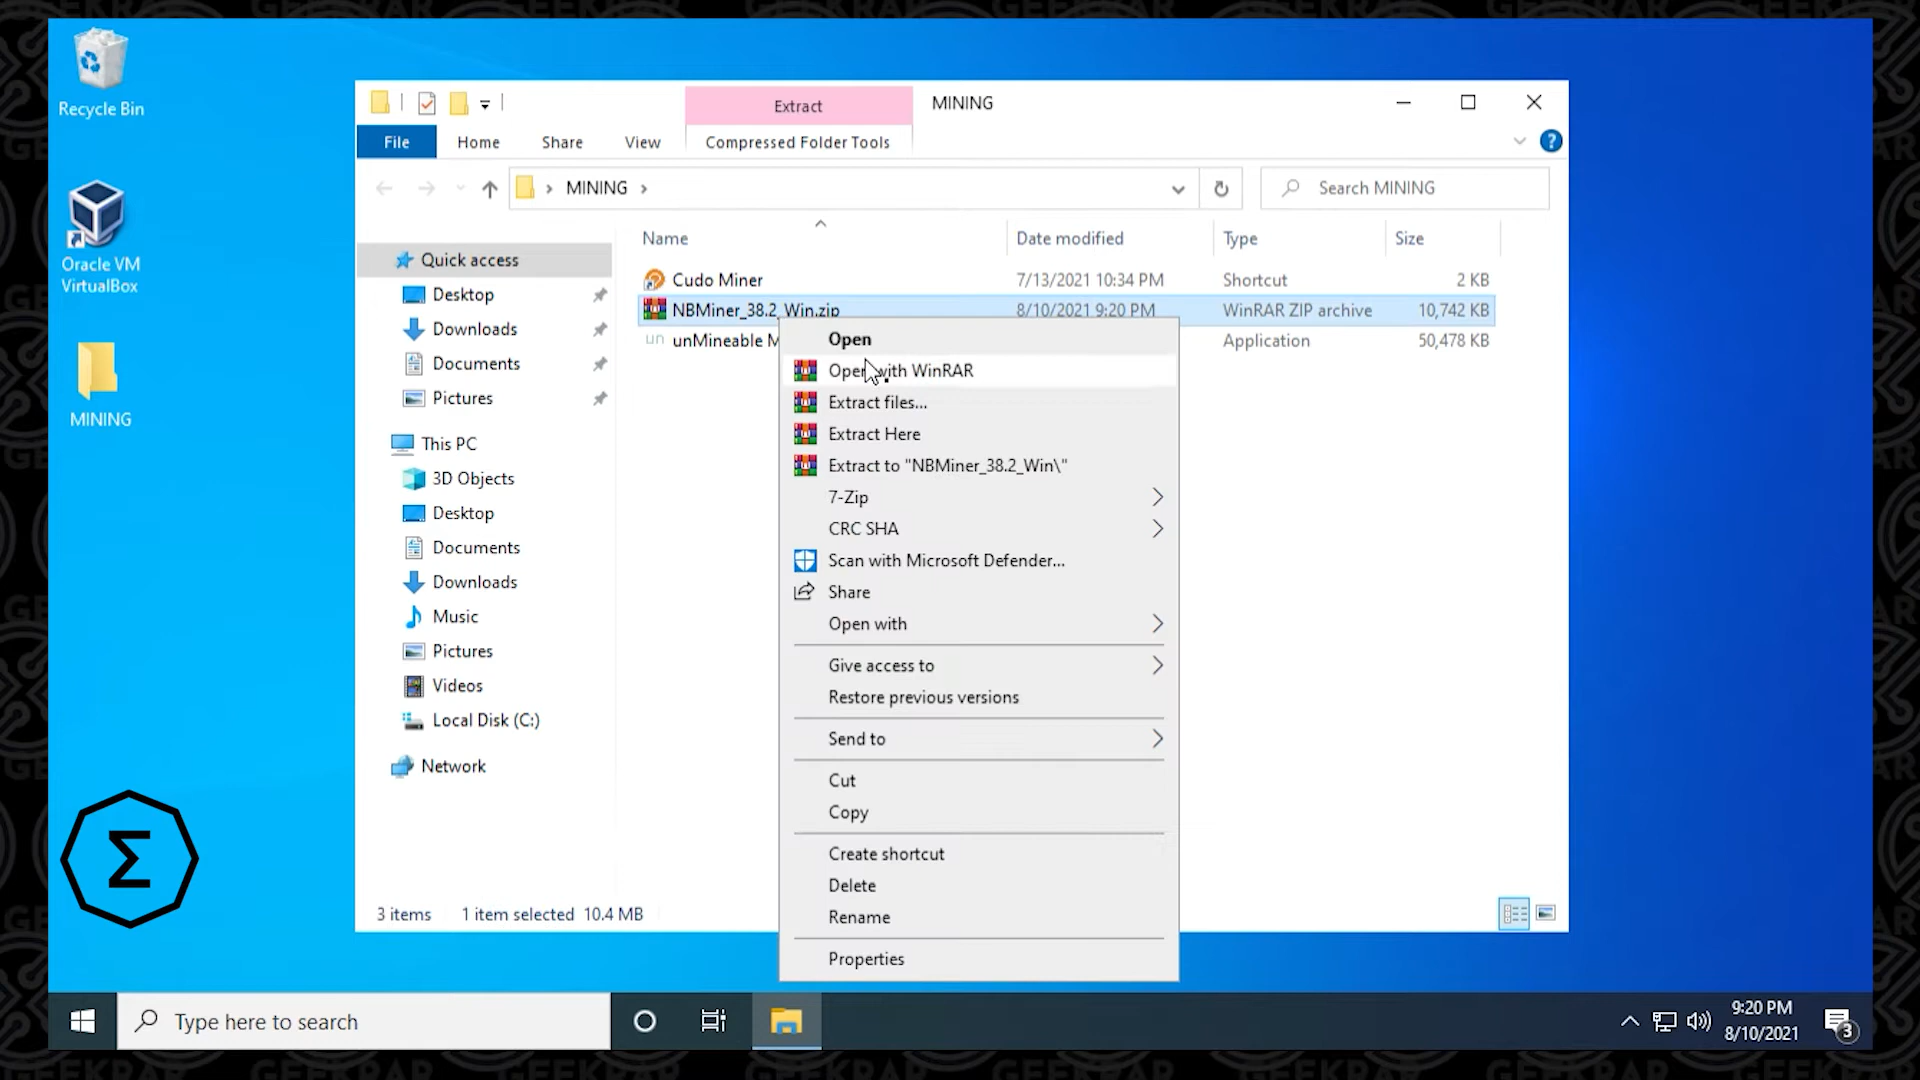 Recycle Bin
Oracle VM
VirtualBox
MINING
Extract
MINING
File
Home
Share
View
Compressed Folder Tools
MINING
Search MINING
Name
Date modified
Type
Size
Cudo Miner
7/13/2021 10:34 PM
Shortcut
2 KB
NBMiner_38.2_Win.zip
8/10/2021 9:20 PM
WinRAR ZIP archive
10,742 KB
unMineable
Application
50,478 KB
Quick access
Desktop
Downloads
Documents
Pictures
This PC
3D Objects
Desktop
Documents
Downloads
Music
Pictures
Videos
Local Disk (C:)
Network
Open
Open with WinRAR
Extract files...
Extract Here
Extract to "NBMiner_38.2_Win\"
7-Zip
CRC SHA
Scan with Microsoft Defender...
Share
Open with
Give access to
Restore previous versions
Send to
Cut
Copy
Create shortcut
Delete
Rename
Properties
3 items
1 item selected 10.4 MB
Σ
Type here to search
9:20 PM
8/10/2021
3